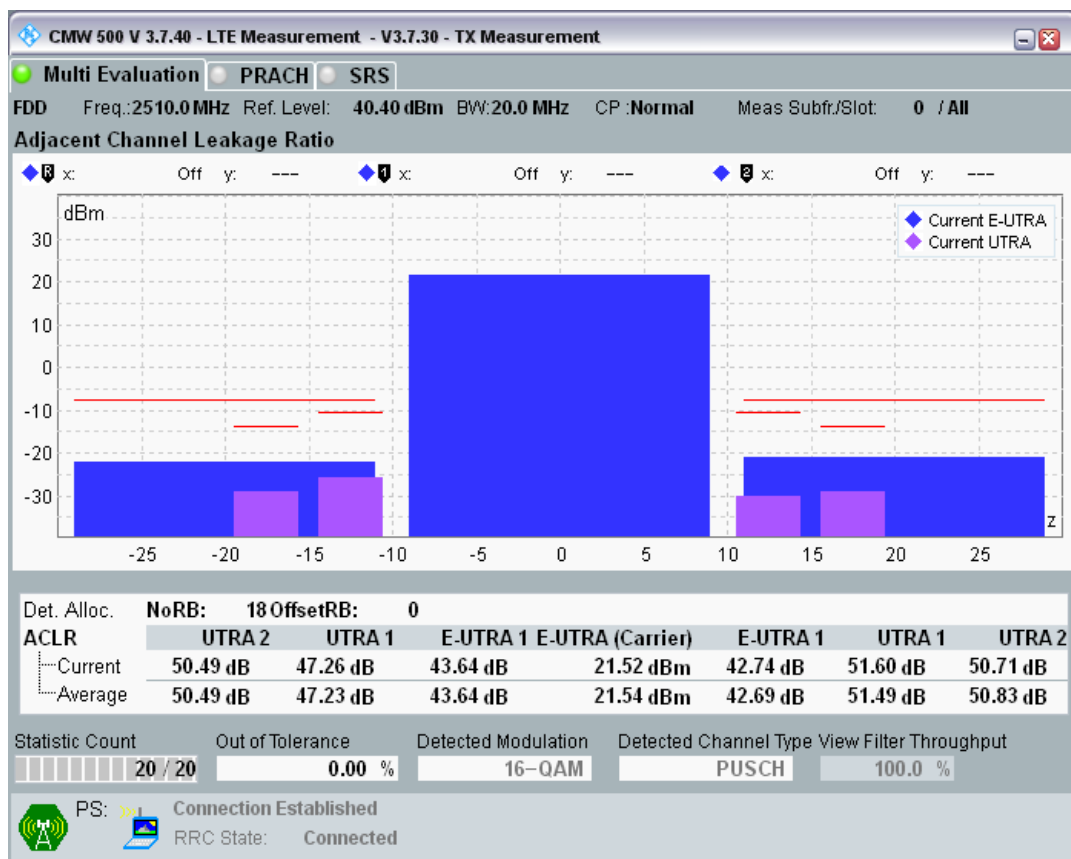 CMW 500 V 3.7.40 - LTE Measurement - V3.7.30 - TX Measurement
Multi Evaluation PRACH SRS
FDD Freq.:2510.0 MHz Ref. Level: 40.40 dBm BW:20.0 MHz CP :Normal Meas Subfr./Slot: 0 / All
Adjacent Channel Leakage Ratio
R x: Off y: --- 1 x: Off y: --- 2 x: Off y: ---
dBm
Current E-UTRA
Current UTRA
30
20
10
0
-10
-20
-30
z
-25 -20 -15 -10 -5 0 5 10 15 20 25
Det. Alloc. NoRB: 18 OffsetRB: 0
ACLR UTRA 2 UTRA 1 E-UTRA 1 E-UTRA (Carrier) E-UTRA 1 UTRA 1 UTRA 2
Current 50.49 dB 47.26 dB 43.64 dB 21.52 dBm 42.74 dB 51.60 dB 50.71 dB
Average 50.49 dB 47.23 dB 43.64 dB 21.54 dBm 42.69 dB 51.49 dB 50.83 dB
Statistic Count Out of Tolerance Detected Modulation Detected Channel Type View Filter Throughput
20 / 20 0.00 % 16-QAM PUSCH 100.0 %
PS: Connection Established
RRC State: Connected